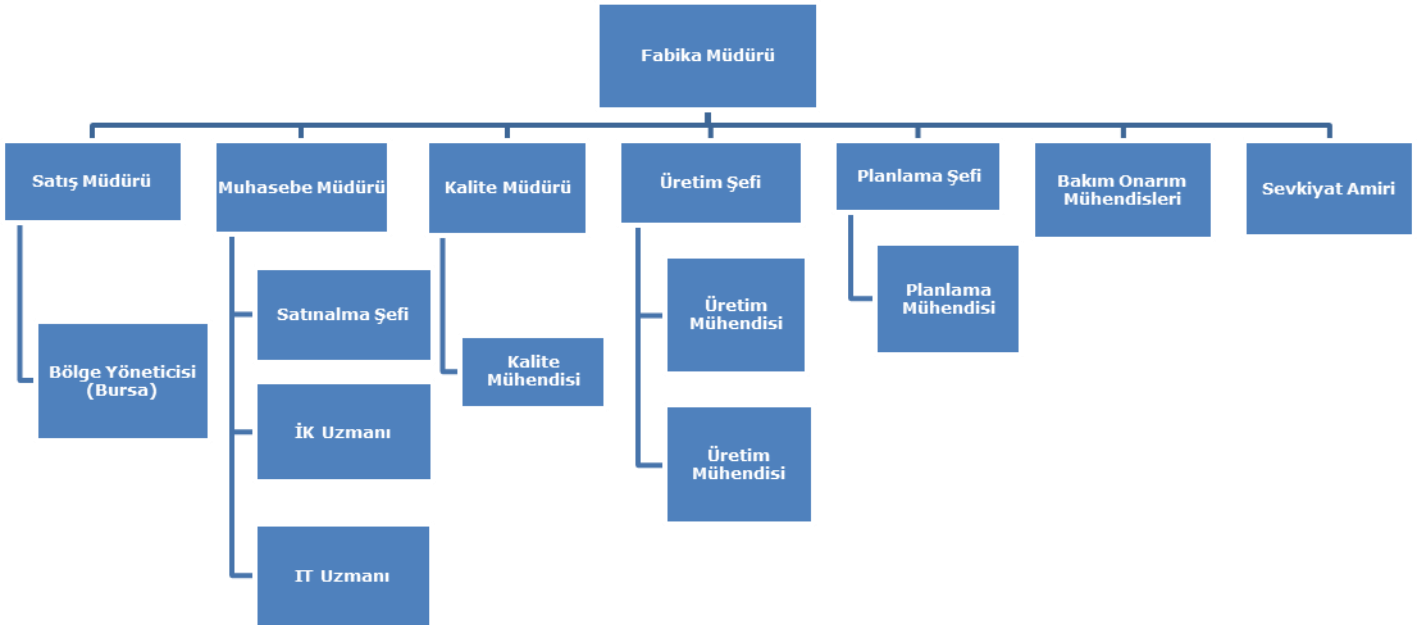 Fabika Müdürü
Satış Müdürü
Muhasebe Müdürü
Kalite Müdürü
Üretim Şefi
Planlama Şefi
Bakım Onarım
Mühendisleri
Sevkiyat Amiri
Bölge Yöneticisi
(Bursa)
Satınalma Şefi
İK Uzmanı
IT Uzmanı
Kalite
Mühendisi
Üretim
Mühendisi
Üretim
Mühendisi
Planlama
Mühendisi